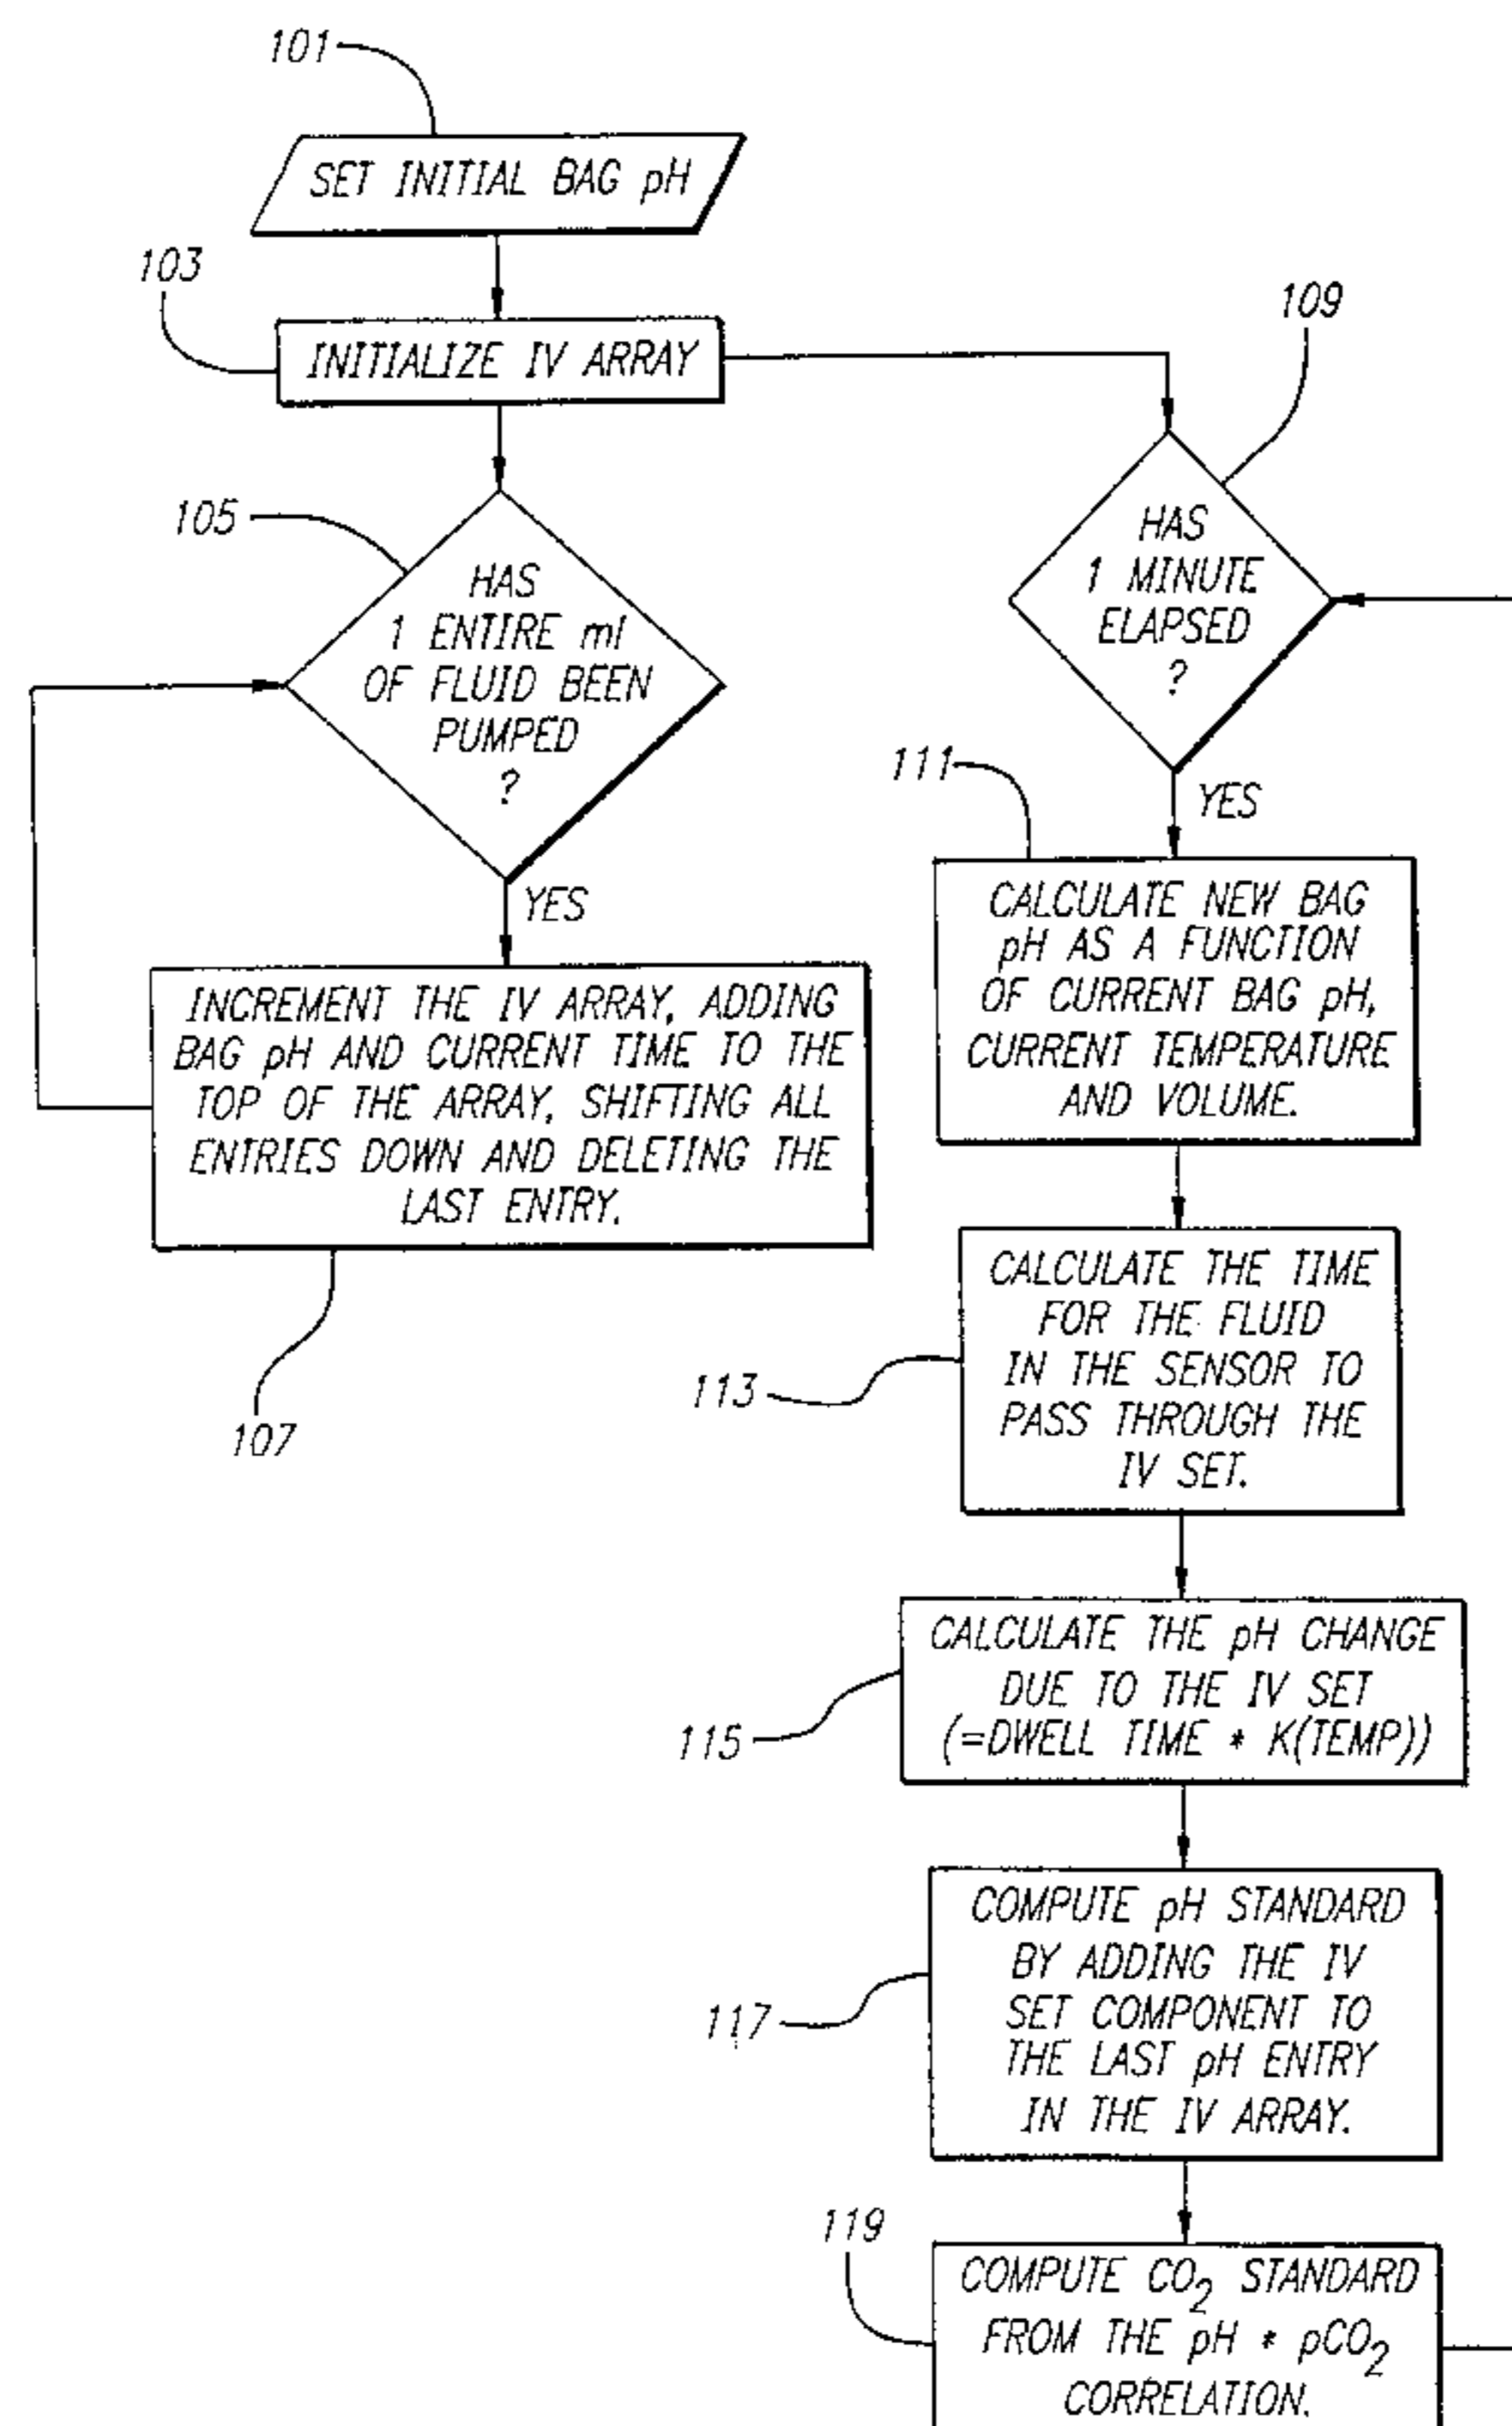 101
SET INITIAL BAG pH
103
INITIALIZE IV ARRAY
105
HAS
1 ENTIRE ml
OF FLUID BEEN
PUMPED
?
YES
INCREMENT THE IV ARRAY, ADDING
BAG pH AND CURRENT TIME TO THE
TOP OF THE ARRAY, SHIFTING ALL
ENTRIES DOWN AND DELETING THE
LAST ENTRY.
107
109
HAS
1 MINUTE
ELAPSED
?
YES
111
CALCULATE NEW BAG
pH AS A FUNCTION
OF CURRENT BAG pH,
CURRENT TEMPERATURE
AND VOLUME.
113
CALCULATE THE TIME
FOR THE FLUID
IN THE SENSOR TO
PASS THROUGH THE
IV SET.
115
CALCULATE THE pH CHANGE
DUE TO THE IV SET
(=DWELL TIME * K(TEMP))
117
COMPUTE pH STANDARD
BY ADDING THE IV
SET COMPONENT TO
THE LAST pH ENTRY
IN THE IV ARRAY.
119
COMPUTE CO2 STANDARD
FROM THE pH * pCO2
CORRELATION.